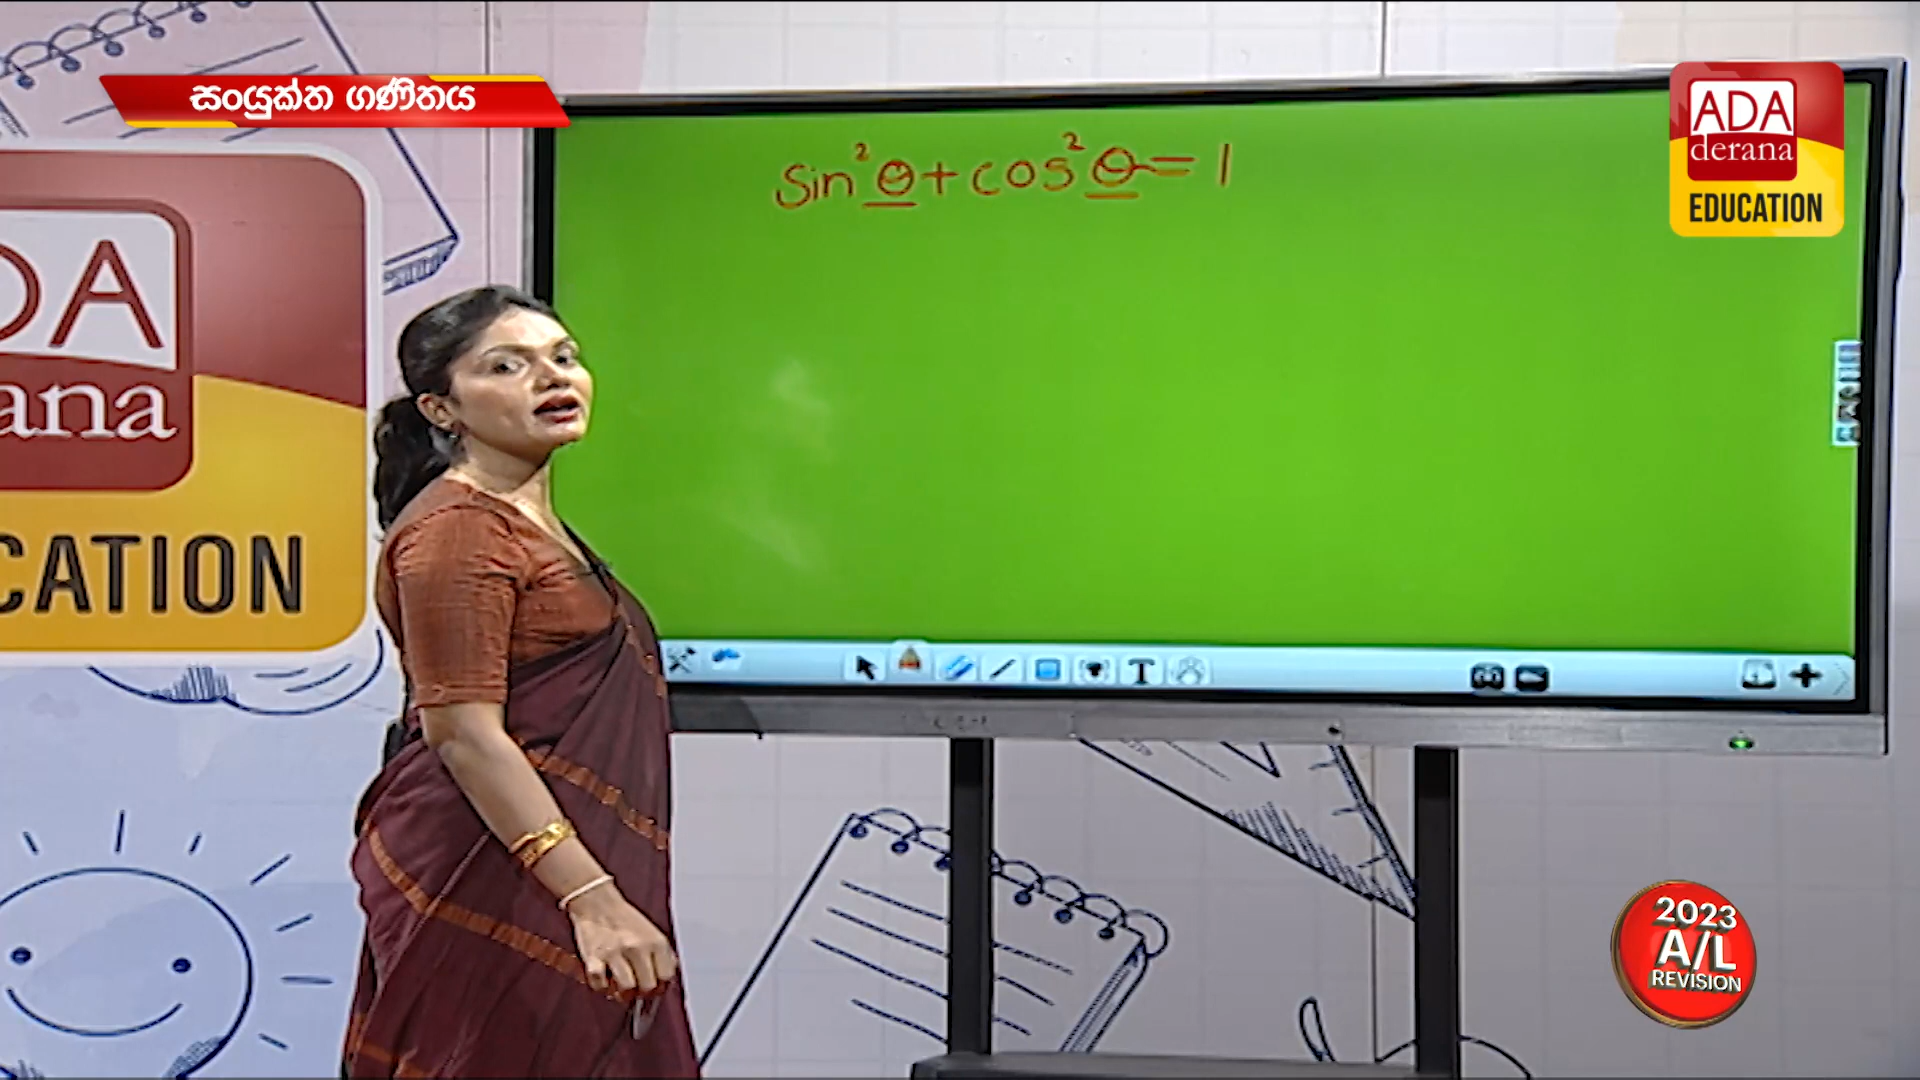 සංයුක්ත ගණිතය
ADA
derana
EDUCATION
sin²θ + cos²θ = 1
DA
ana
CATION
2023
A/L
REVISION